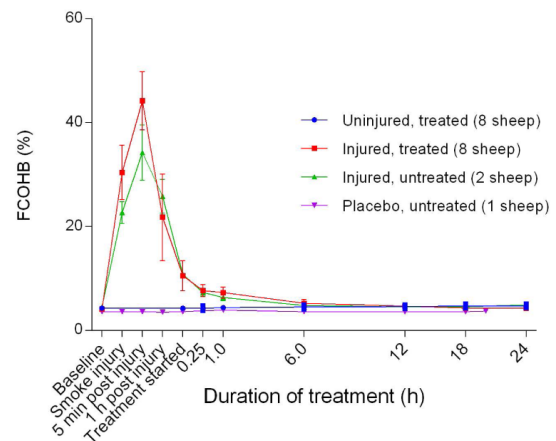 60
40
20
0
FCOHB (%)
Uninjured, treated (8 sheep)
Injured, treated (8 sheep)
Injured, untreated (2 sheep)
Placebo, untreated (1 sheep)
Baseline
Smoke injury
5 min post injury
1 h post injury
Treatment started
0.25
1.0
6.0
12
18
24
Duration of treatment (h)